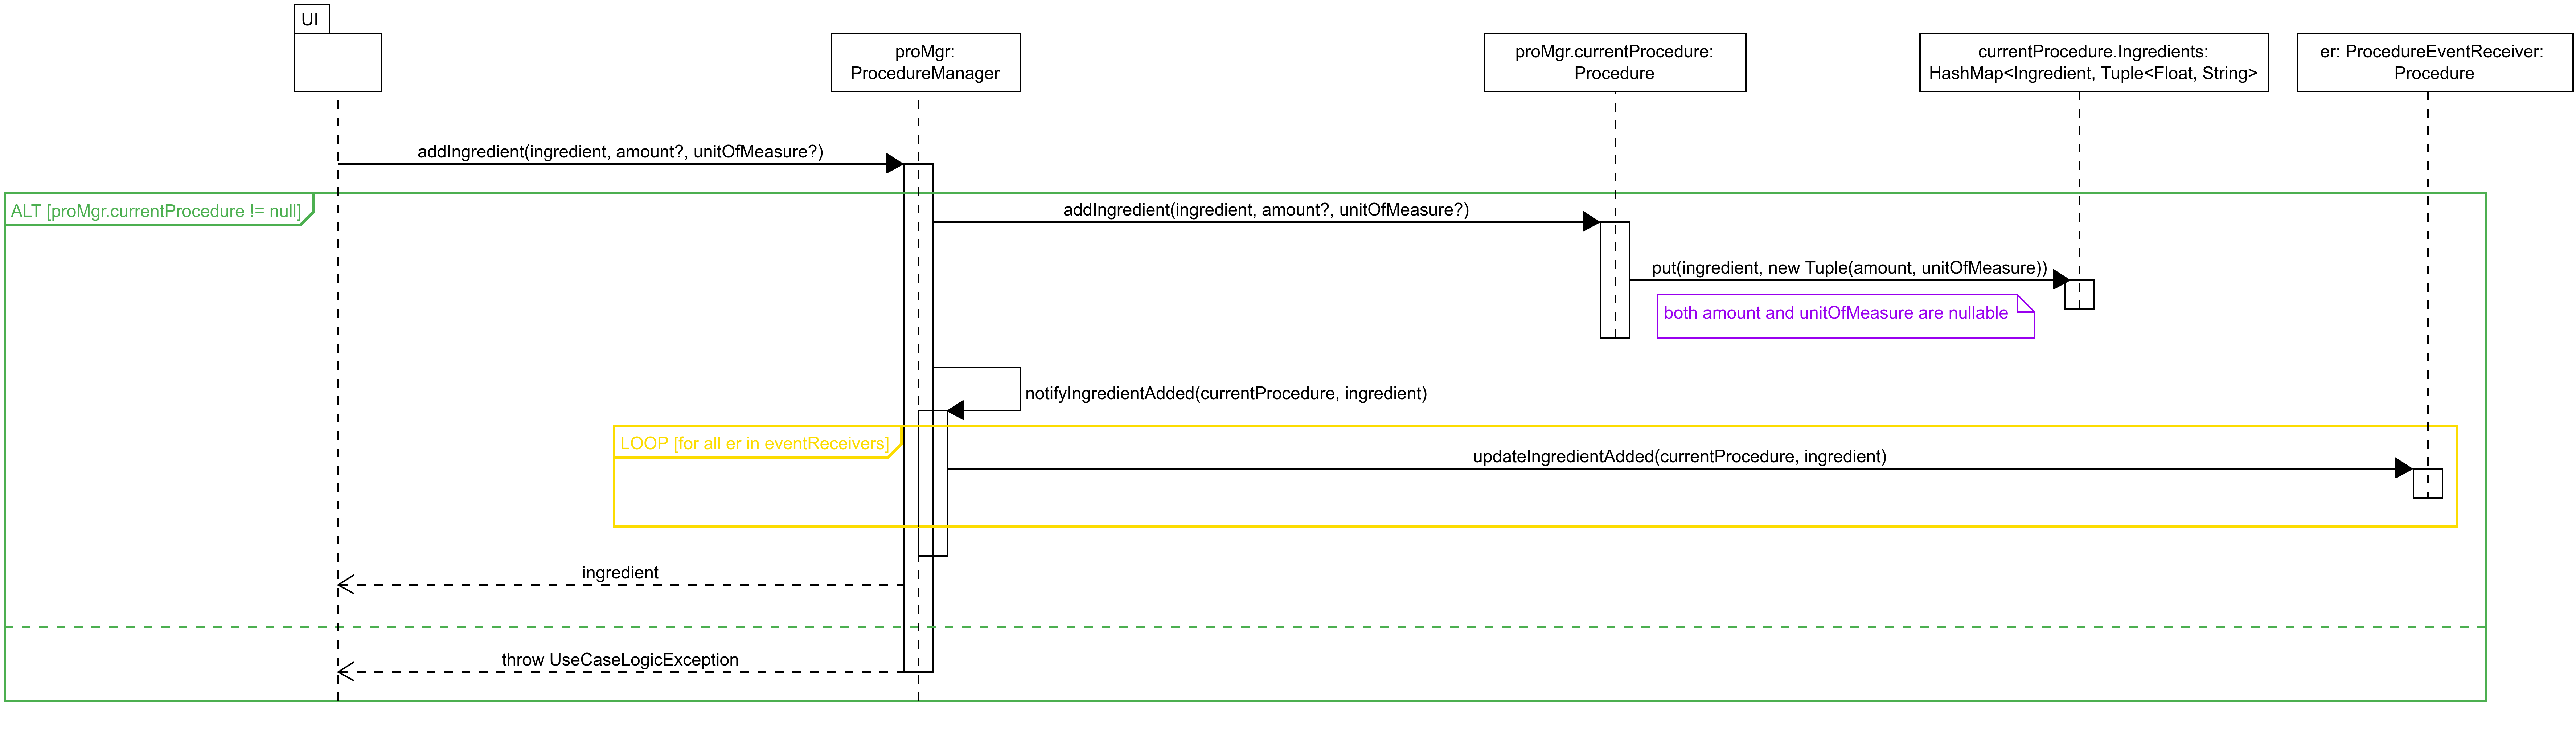 UI
proMgr:
ProcedureManager
proMgr.currentProcedure:
Procedure
currentProcedure.Ingredients:
HashMap<Ingredient, Tuple<Float, String>
er: ProcedureEventReceiver:
Procedure
addIngredient(ingredient, amount?, unitOfMeasure?)
ALT [proMgr.currentProcedure != null]
addIngredient(ingredient, amount?, unitOfMeasure?)
put(ingredient, new Tuple(amount, unitOfMeasure))
both amount and unitOfMeasure are nullable
notifyIngredientAdded(currentProcedure, ingredient)
LOOP [for all er in eventReceivers]
updateIngredientAdded(currentProcedure, ingredient)
ingredient
throw UseCaseLogicException